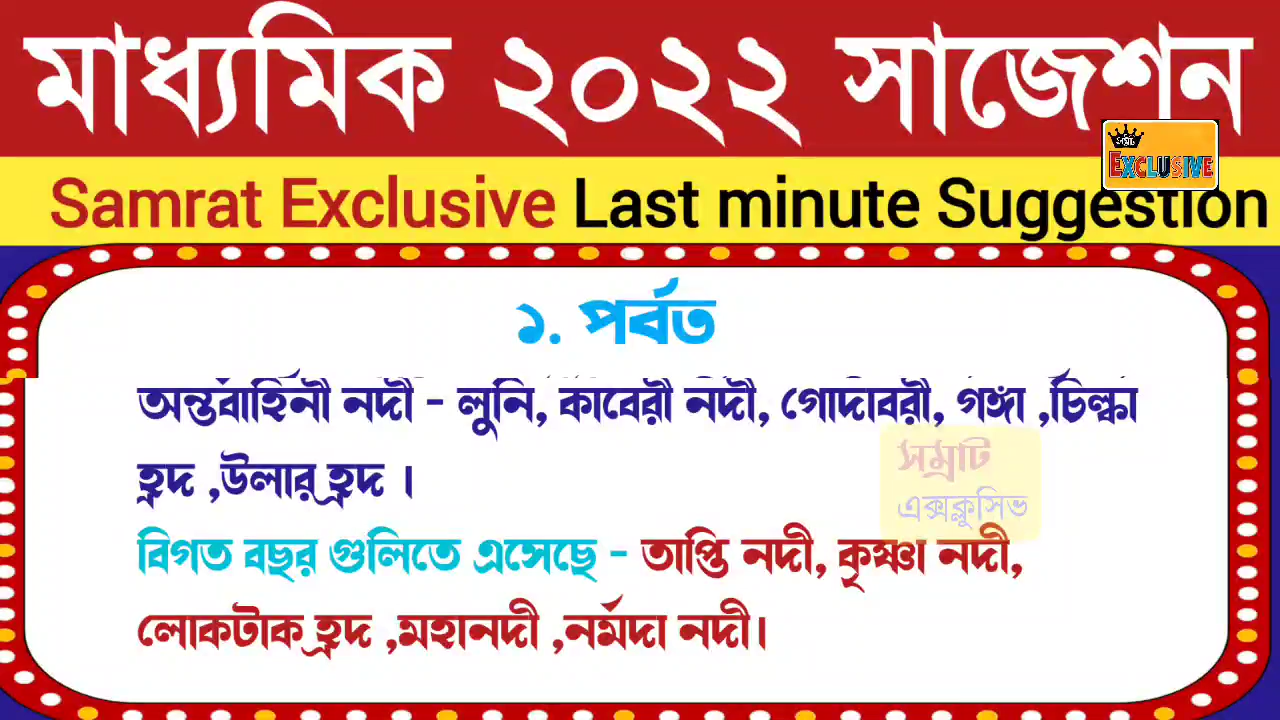 মাধ্যমিক ২০২২ সাজেশন
সম্রাট
EXCLUSIVE
Samrat Exclusive Last minute Suggestion
১. পর্বত
অন্তর্বাহিনী নদী - লুনি, কাবেরী নদী, গোদাবরী, গঙ্গা ,চিল্কা
হ্রদ ,উলার হ্রদ ।
সম্রাট
এক্সক্লুসিভ
বিগত বছর গুলিতে এসেছে - তাপ্তি নদী, কৃষ্ণা নদী,
লোকটাক হ্রদ ,মহানদী ,নর্মদা নদী।